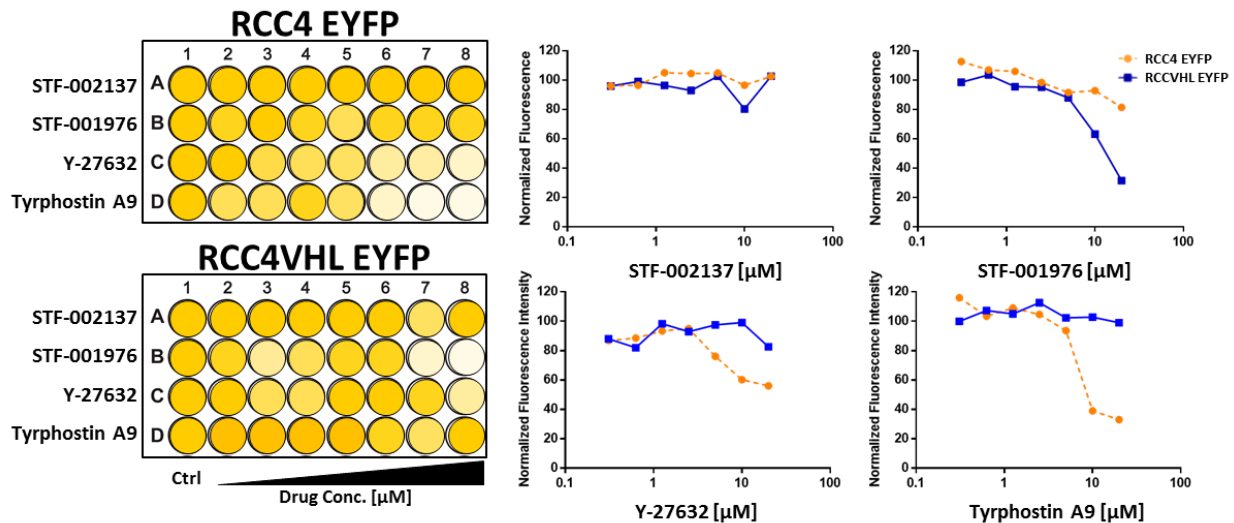 RCC4 EYFP
1 2 3 4 5 6 7 8
STF-002137 A
STF-001976 B
Y-27632 C
Tyrphostin A9 D
RCC4VHL EYFP
1 2 3 4 5 6 7 8
STF-002137 A
STF-001976 B
Y-27632 C
Tyrphostin A9 D
Ctrl
Drug Conc. [µM]
Normalized Fluorescence
120
100
80
60
40
20
0
0.1 1 10 100
STF-002137 [µM]
Normalized Fluorescence
120
100
80
60
40
20
0
0.1 1 10 100
STF-001976 [µM]
RCC4 EYFP
RCCVHL EYFP
Normalized Fluorescence Intensity
120
100
80
60
40
20
0
0.1 1 10 100
Y-27632 [µM]
Normalized Fluorescence Intensity
120
100
80
60
40
20
0
0.1 1 10 100
Tyrphostin A9 [µM]